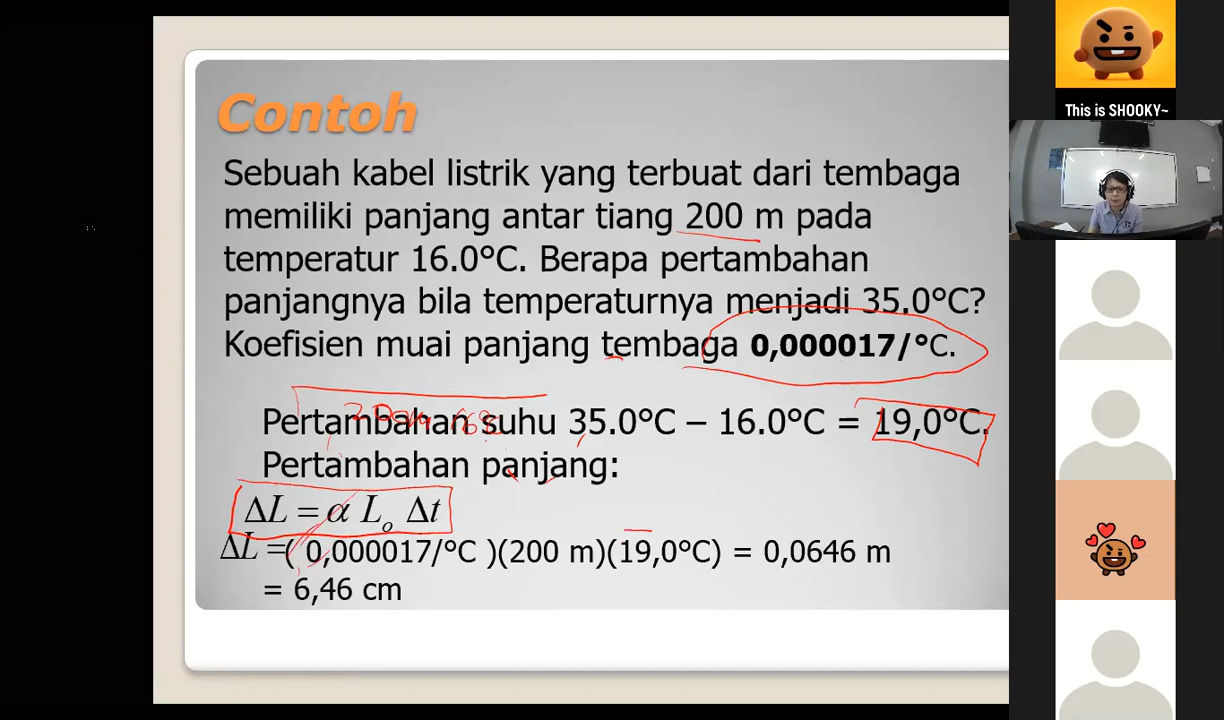 Contoh
Sebuah kabel listrik yang terbuat dari tembaga
memiliki panjang antar tiang 200 m pada
temperatur 16.0°C. Berapa pertambahan
panjangnya bila temperaturnya menjadi 35.0°C?
Koefisien muai panjang tembaga 0,000017/°C.
Pertambahan suhu 35.0°C – 16.0°C = 19,0°C.
Pertambahan panjang:
ΔL = α Lo Δt
ΔL =( 0,000017/°C )(200 m)(19,0°C) = 0,0646 m
= 6,46 cm
This is SHOOKY~